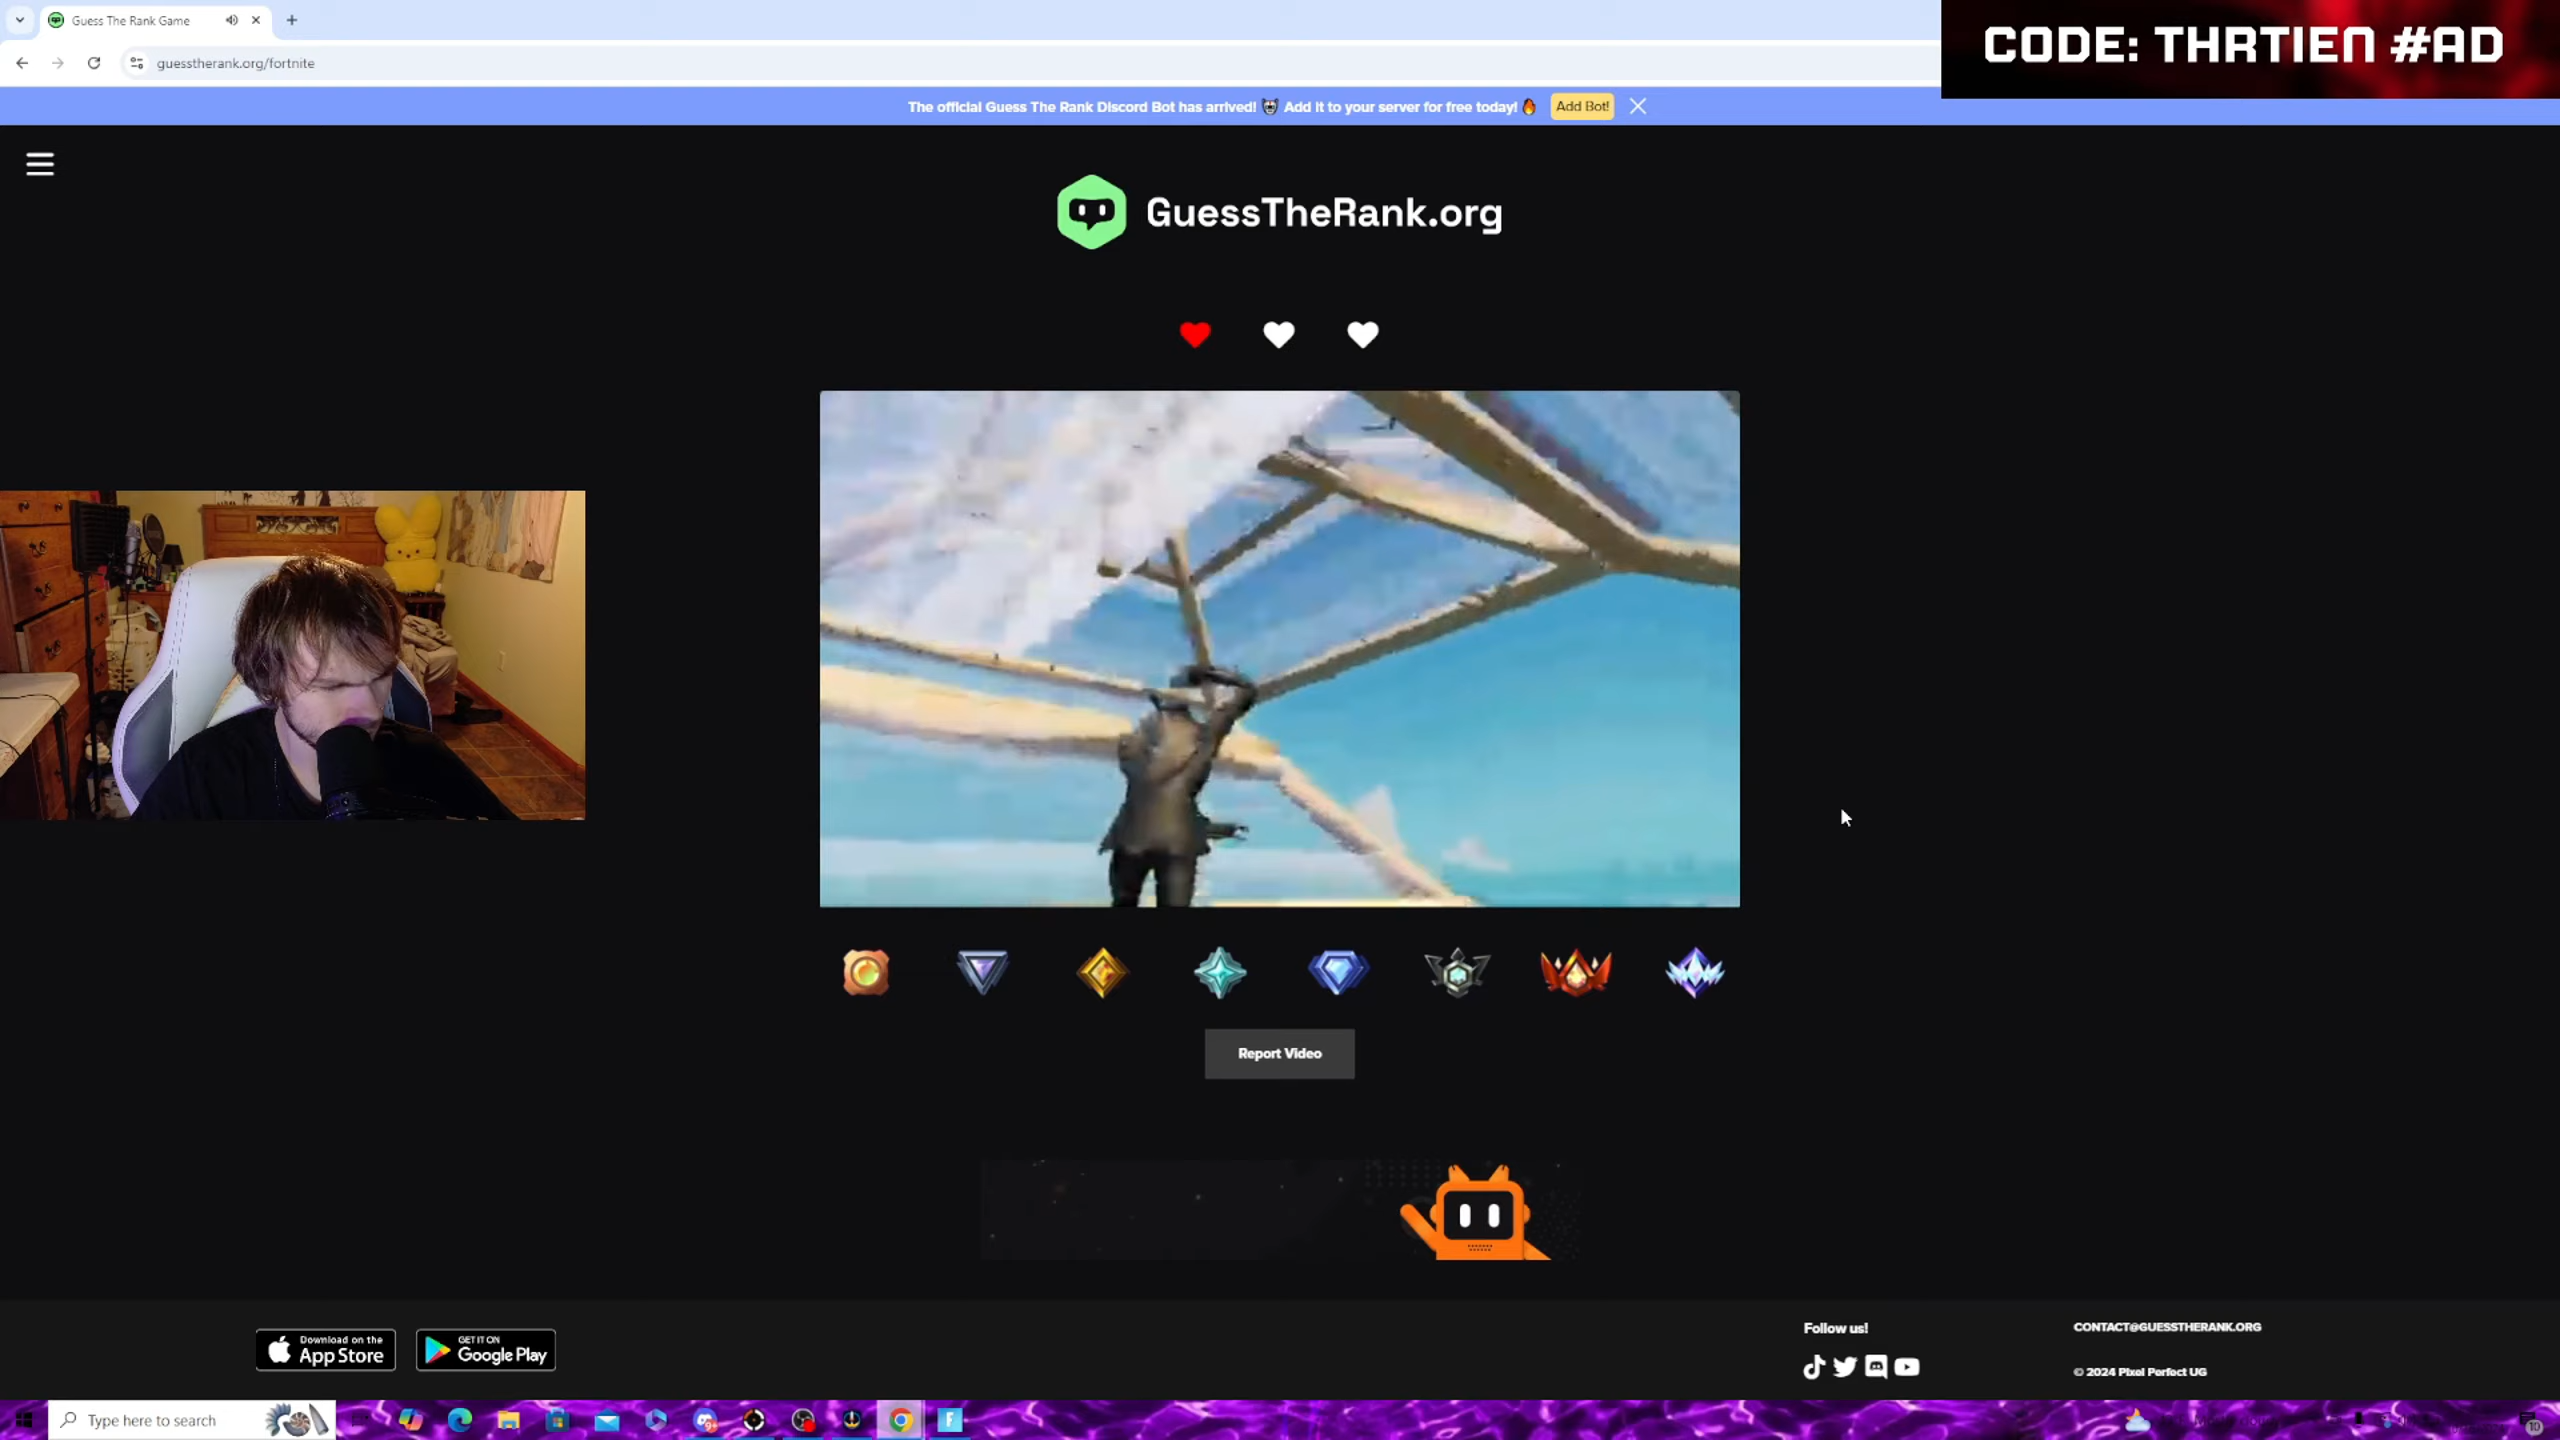 Guess The Rank Game
CODE: THRTIEN #AD
guesstherank.org/fortnite
The official Guess The Rank Discord Bot has arrived! Add it to your server for free today! Add Bot!
GuessTheRank.org
Report Video
Download on the
App Store
GET IT ON
Google Play
Follow us!
CONTACT@GUESSTHERANK.ORG
© 2024 Pixel Perfect UG
Type here to search